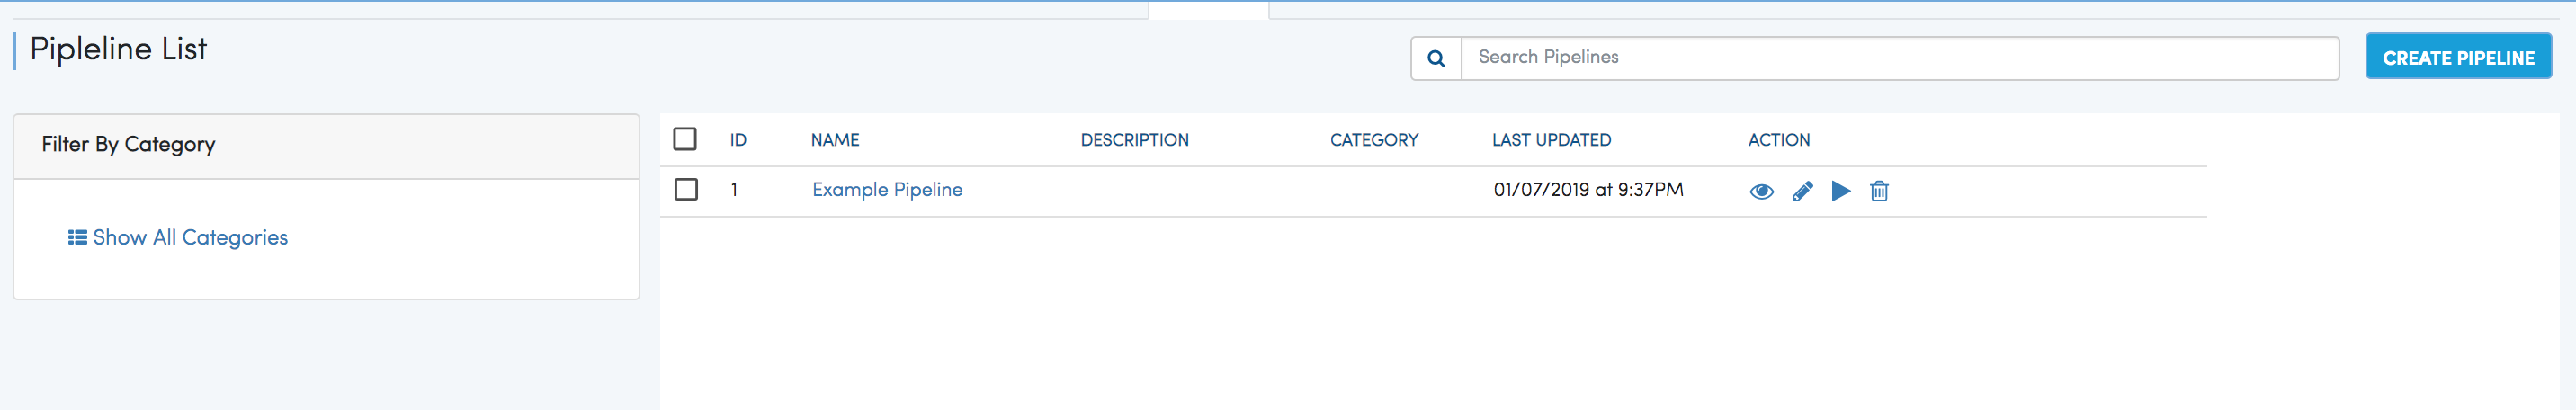 Pipleline List
Search Pipelines
CREATE PIPELINE
Filter By Category
Show All Categories
ID NAME DESCRIPTION CATEGORY LAST UPDATED ACTION
1 Example Pipeline 01/07/2019 at 9:37PM